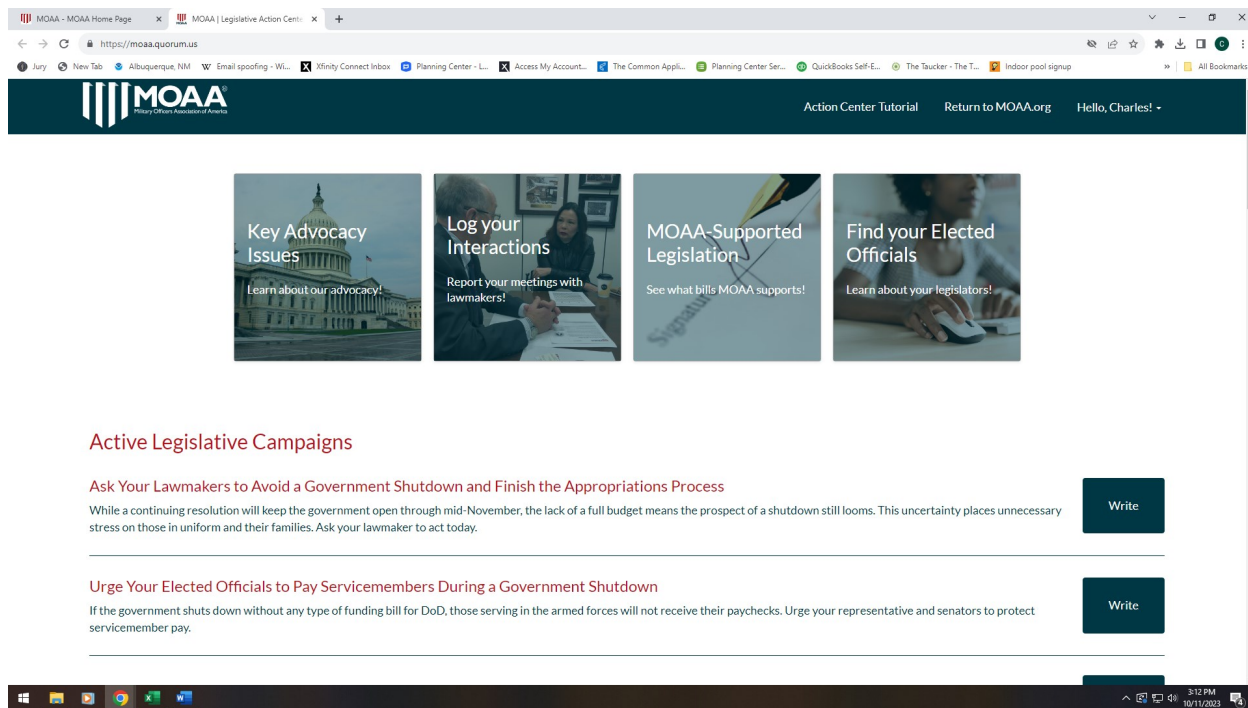 MOAA - MOAA Home Page
MOAA | Legislative Action Cente
https://moaa.quorum.us
Jury
New Tab
Albuquerque, NM
Email spoofing - Wi...
Xfinity Connect Inbox
Planning Center - L...
Access My Account...
The Common Appli...
Planning Center Ser...
QuickBooks Self-E...
The Taucker - The T...
Indoor pool signup
» All Bookmarks
MOAA®
Military Officers Association of America
Action Center Tutorial
Return to MOAA.org
Hello, Charles!
Key Advocacy
Issues
Learn about our advocacy!
Log your
Interactions
Report your meetings with
lawmakers!
MOAA-Supported
Legislation
See what bills MOAA supports!
Signature
Find your Elected
Officials
Learn about your legislators!
Active Legislative Campaigns
Ask Your Lawmakers to Avoid a Government Shutdown and Finish the Appropriations Process
While a continuing resolution will keep the government open through mid-November, the lack of a full budget means the prospect of a shutdown still looms. This uncertainty places unnecessary
stress on those in uniform and their families. Ask your lawmaker to act today.
Write
Urge Your Elected Officials to Pay Servicemembers During a Government Shutdown
If the government shuts down without any type of funding bill for DoD, those serving in the armed forces will not receive their paychecks. Urge your representative and senators to protect
servicemember pay.
Write
3:12 PM
10/11/2023
4